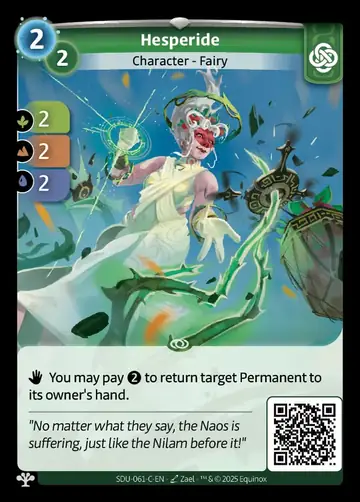 2
Hesperide
2
Character - Fairy
2
2
2
You may pay 2 to return target Permanent to
its owner's hand.
"No matter what they say, the Naos is
suffering, just like the Nilam before it!"
SDU-061-C-EN - Zael - ™ & © 2025 Equinox